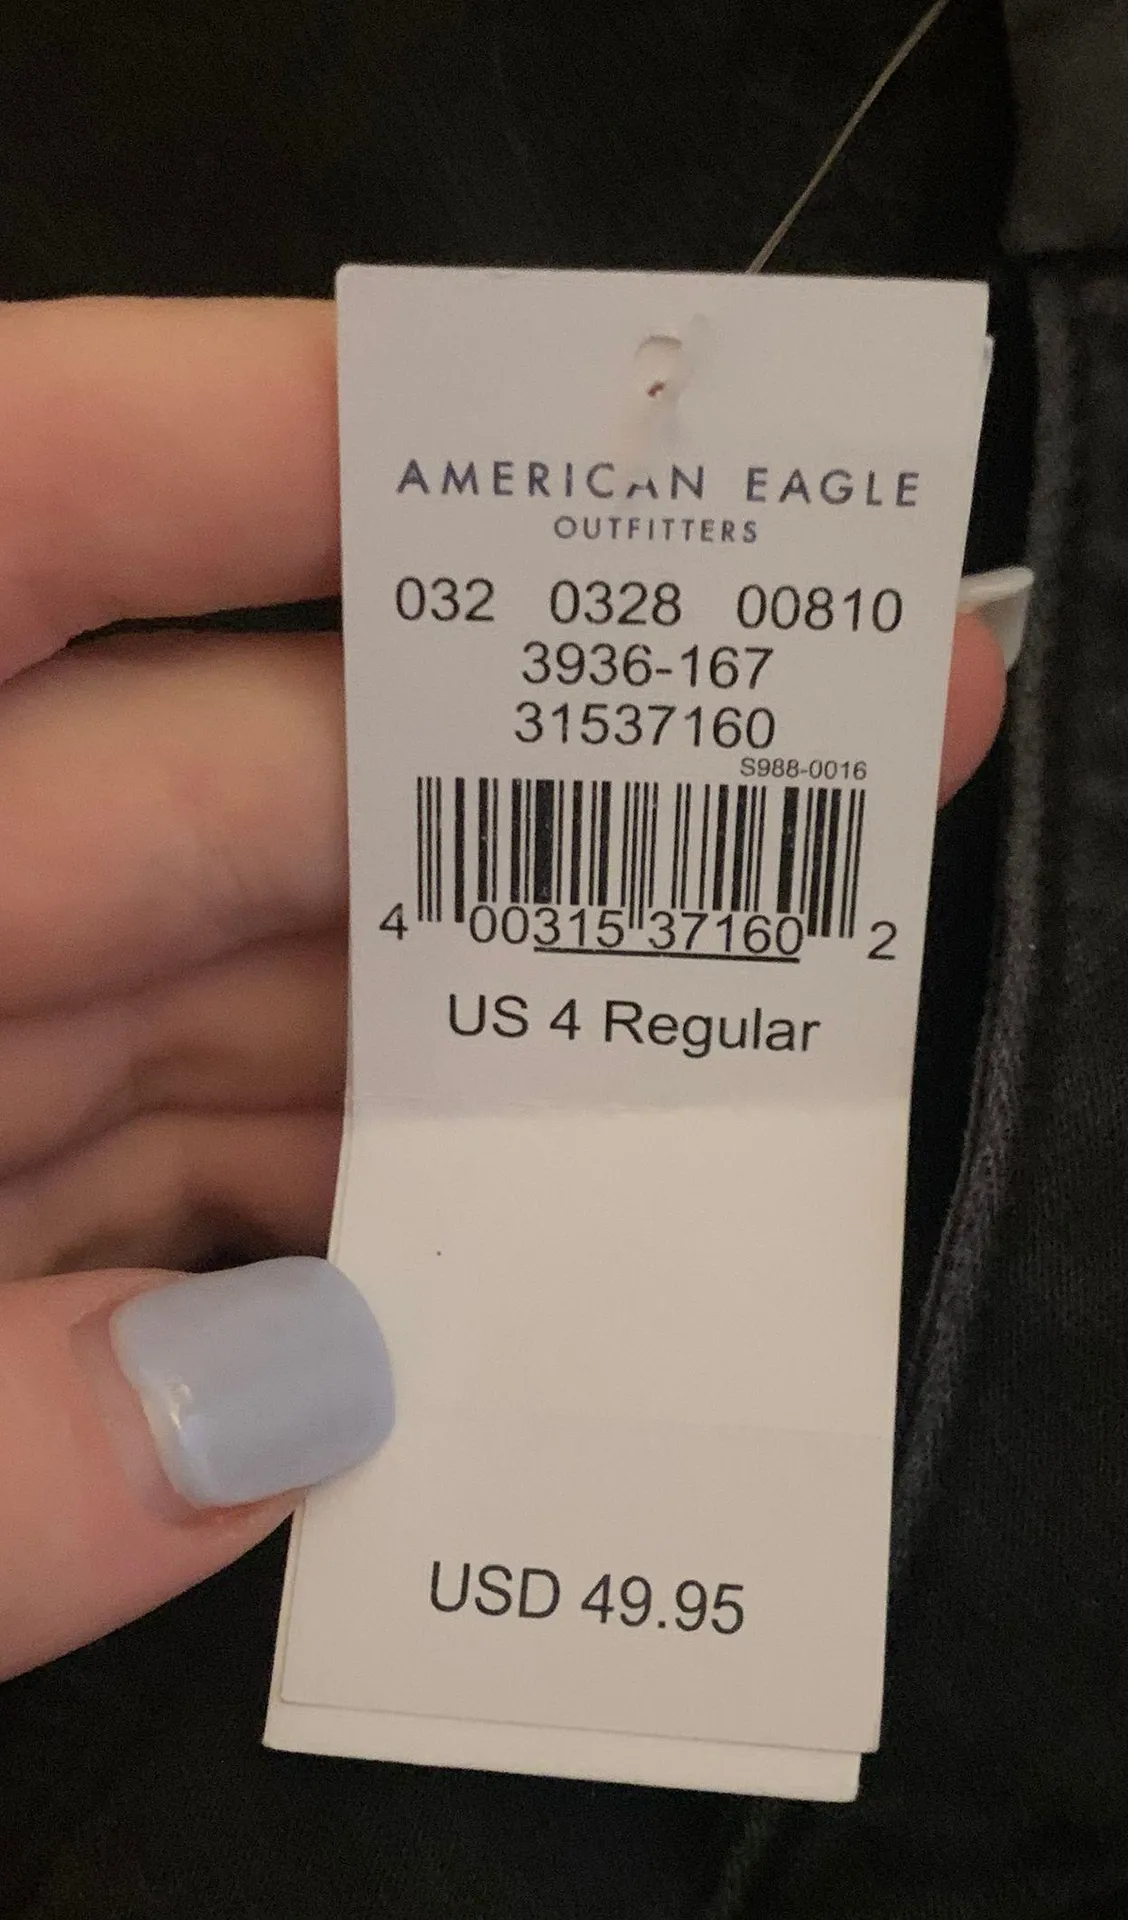 AMERICAN EAGLE
OUTFITTERS
032 0328 00810
3936-167
31537160
S988-0016
4 00315 37160 2
US 4 Regular
USD 49.95